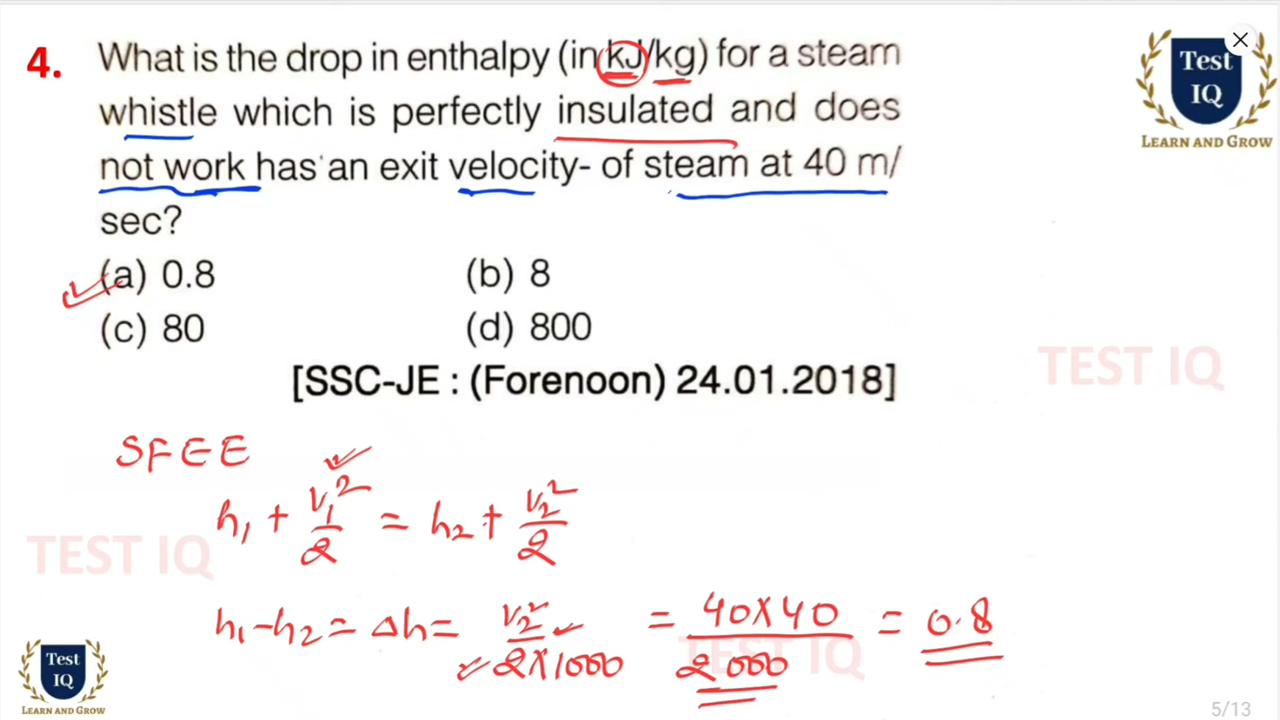 4. What is the drop in enthalpy (in kJ/kg) for a steam
whistle which is perfectly insulated and does
not work has an exit velocity- of steam at 40 m/
sec?
(a) 0.8 (b) 8
(c) 80 (d) 800
[SSC-JE : (Forenoon) 24.01.2018]
Test
IQ
LEARN AND GROW
TEST IQ
SFEE
h₁ + V₁²/2 = h₂ + V₂²/2
TEST IQ
h₁-h₂ = Δh = V₂²/2×1000 = 40×40/2000 = 0.8
TEST IQ
Test
IQ
LEARN AND GROW
5/13